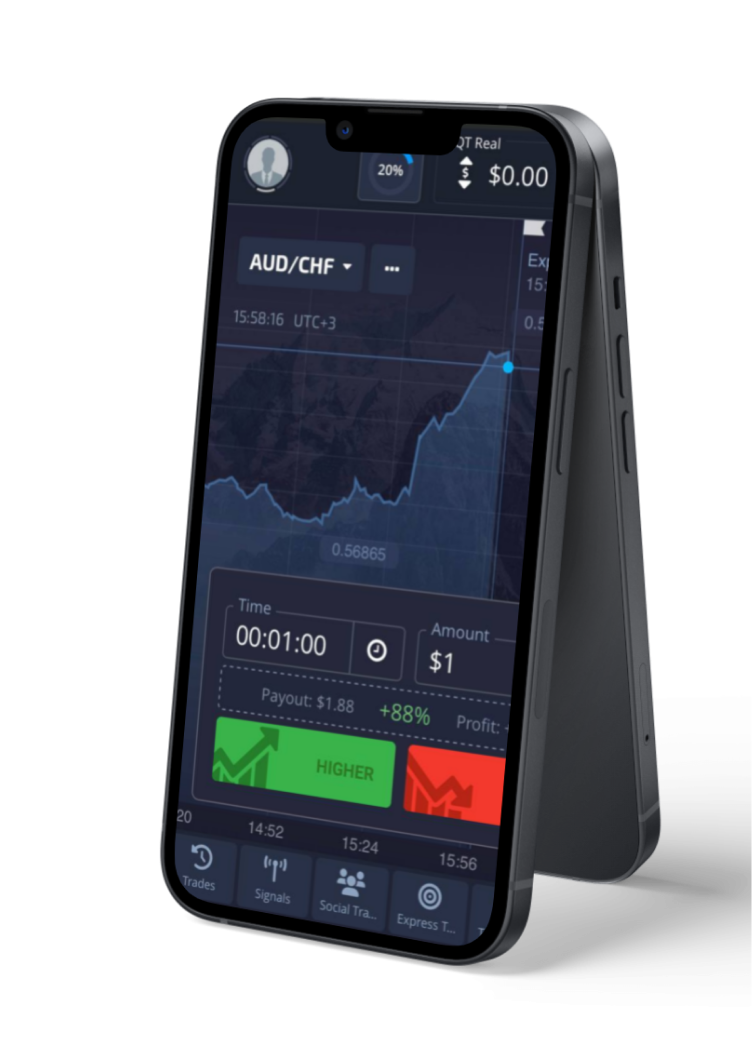 QT Real
20%
$
$0.00
AUD/CHF
15:58:16 UTC+3
0.56865
Time
00:01:00
Amount
$1
Payout: $1.88
+88%
Profit:
HIGHER
20
14:52
15:24
15:56
Trades
Signals
Social Tra...
Express T...